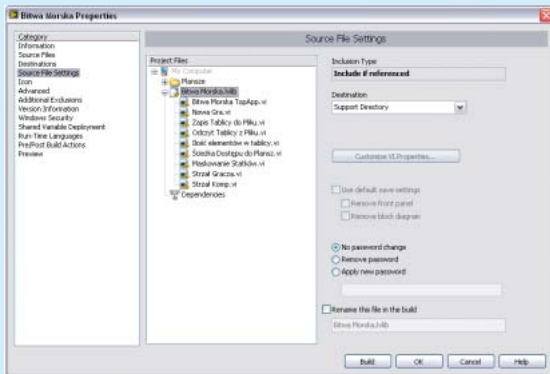 Bitwa Morska Properties
Category
Information
Source Files
Destinations
Source File Settings
Icon
Advanced
Additional Exclusions
Version Information
Windows Security
Shared Variable Deployment
Run-Time Languages
Pre/Post Build Actions
Preview
Source File Settings
Project Files
My Computer
Plansze
Bitwa Morska.lvlib
Bitwa Morska TopApp.vi
Nowa Gra.vi
Zapis Tablicy do Pliku.vi
Odczyt Tablicy z Pliku.vi
Ilość elementów w tablicy.vi
Ścieżka Dostępu do Plansz.vi
Maskowanie Statków.vi
Strzał Gracza.vi
Strzał Komp.vi
Dependencies
Inclusion Type
Include if referenced
Destination
Support Directory
Customize VI Properties...
Use default save settings
Remove front panel
Remove block diagram
No password change
Remove password
Apply new password
Rename this file in the build
Bitwa Morska.lvlib
Build
OK
Cancel
Help